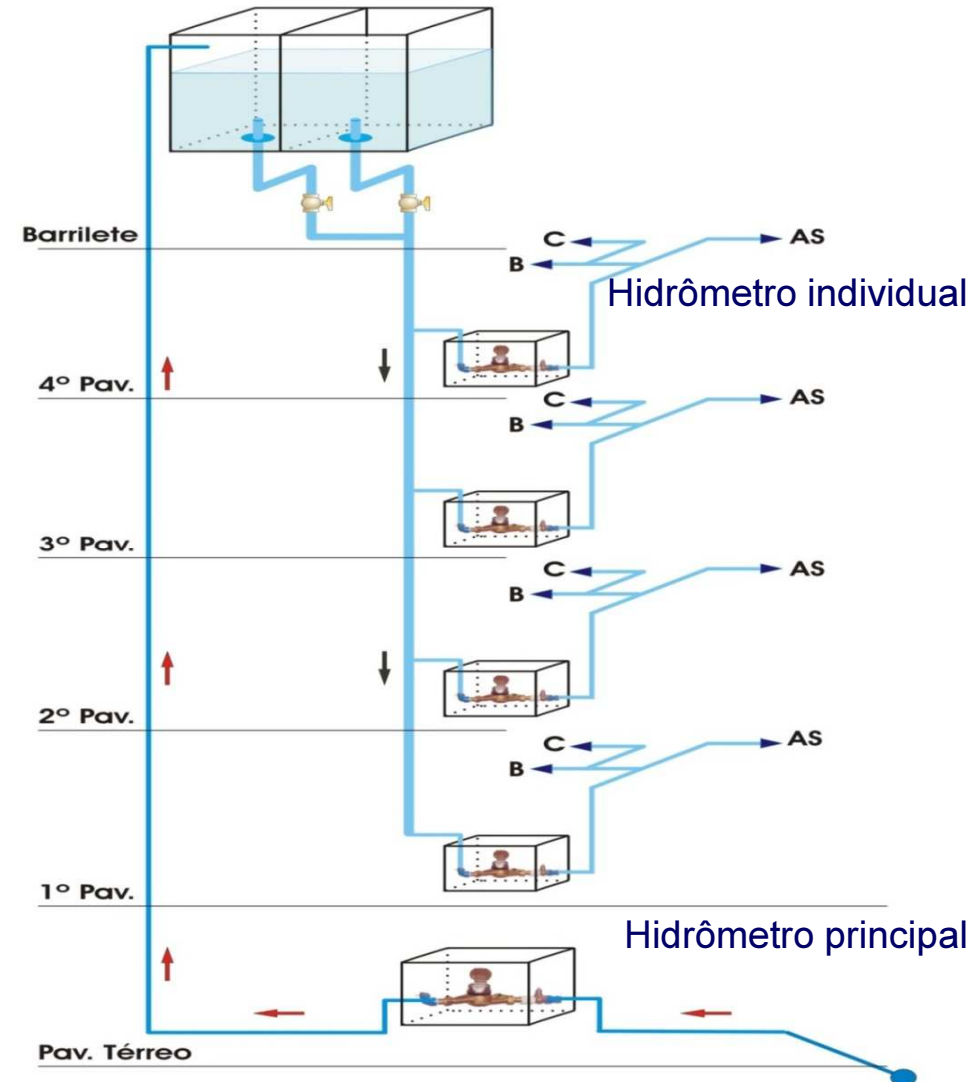 Barrilete
C AS
B
Hidrômetro individual
4º Pav.
C AS
B
3º Pav.
C AS
B
2º Pav.
C AS
B
1º Pav.
Hidrômetro principal
Pav. Térreo